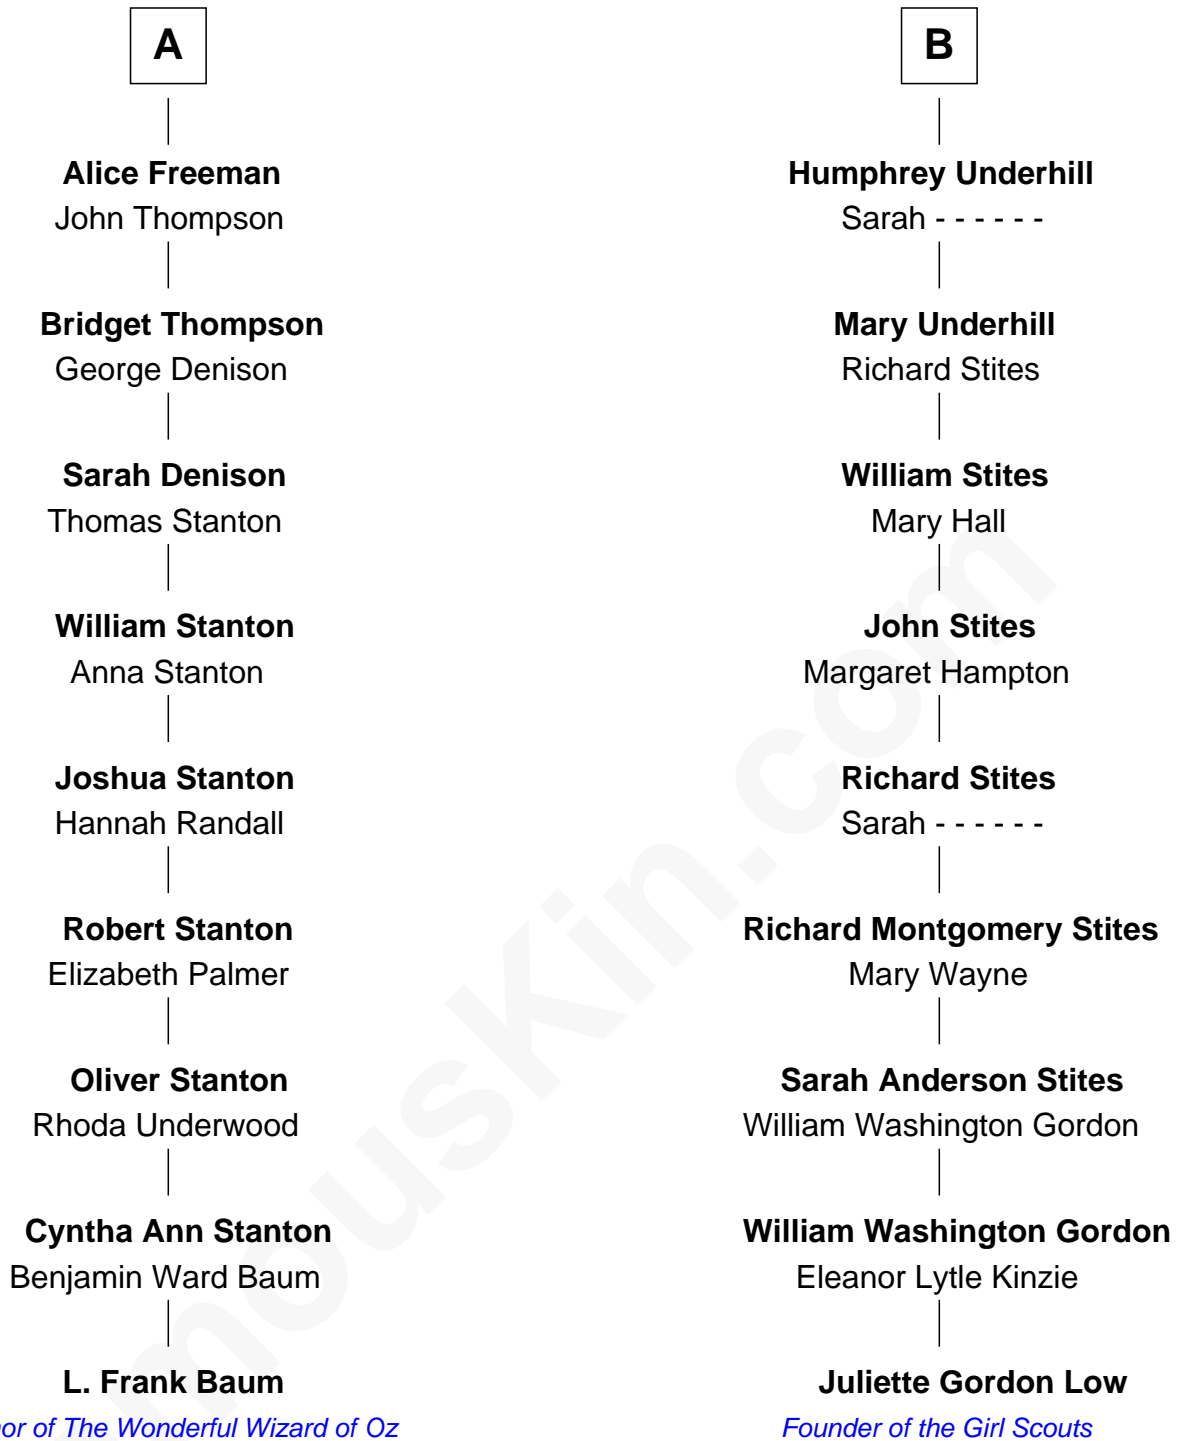 A
Alice Freeman
John Thompson
Bridget Thompson
George Denison
Sarah Denison
Thomas Stanton
William Stanton
Anna Stanton
Joshua Stanton
Hannah Randall
Robert Stanton
Elizabeth Palmer
Oliver Stanton
Rhoda Underwood
Cyntha Ann Stanton
Benjamin Ward Baum
L. Frank Baum
of The Wonderful Wizard of Oz
B
Humphrey Underhill
Sarah - - - - - -
Mary Underhill
Richard Stites
William Stites
Mary Hall
John Stites
Margaret Hampton
Richard Stites
Sarah - - - - - -
Richard Montgomery Stites
Mary Wayne
Sarah Anderson Stites
William Washington Gordon
William Washington Gordon
Eleanor Lytle Kinzie
Juliette Gordon Low
Founder of the Girl Scouts
mouskin.com